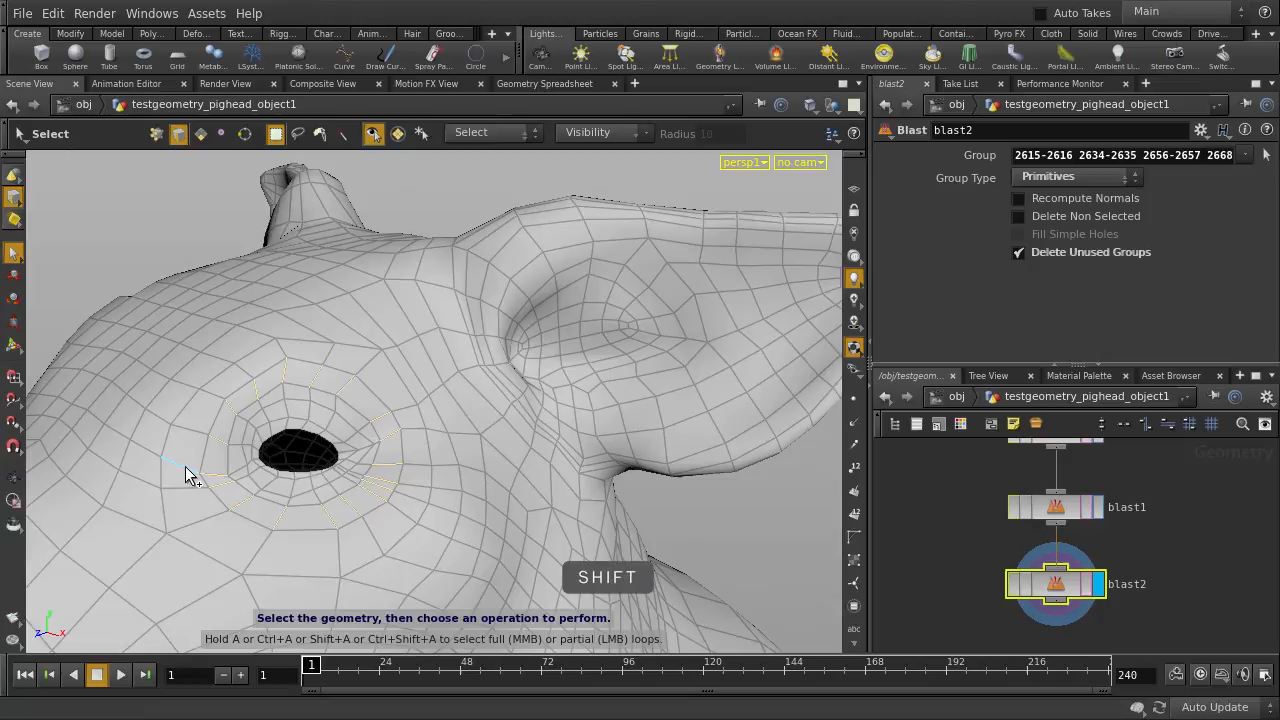 File Edit Render Windows Assets Help Auto Takes Main
Create Modify Model Poly... Defo... Text... Rigg... Char... Anim... Hair Groo... Lights... Particles Grains Rigid... Particl... Ocean FX Fluid... Populat... Contai... Pyro FX Cloth Solid Wires Crowds Drive...
Box Sphere Tube Torus Grid Metab... LSyst... Platonic Sol... Curve Draw Cur... Spray Pa... Circle Cam... Point Li... Spot Lig... Area Li... Geometry L... Volume Li... Distant Li... Environme... Sky Li... GI Li... Caustic Lig... Portal Li... Ambient Li... Stereo Cam... Switc...
Scene View Animation Editor Render View Composite View Motion FX View Geometry Spreadsheet blast2 Take List Performance Monitor
obj testgeometry_pighead_object1 obj testgeometry_pighead_object1
Select Select Visibility Radius 10 Blast blast2
persp1 no cam
Group 2615-2616 2634-2635 2656-2657 2668
Group Type Primitives
Recompute Normals
Delete Non Selected
Fill Simple Holes
Delete Unused Groups
/obj/testgeom... Tree View Material Palette Asset Browser
obj testgeometry_pighead_object1
Geometry
blast1
blast2
SHIFT
Select the geometry, then choose an operation to perform.
Hold A or Ctrl+A or Shift+A or Ctrl+Shift+A to select full (MMB) or partial (LMB) loops.
12
12
abc
y
z x
1 1 1 24 48 72 96 120 144 168 192 216 240
Auto Update